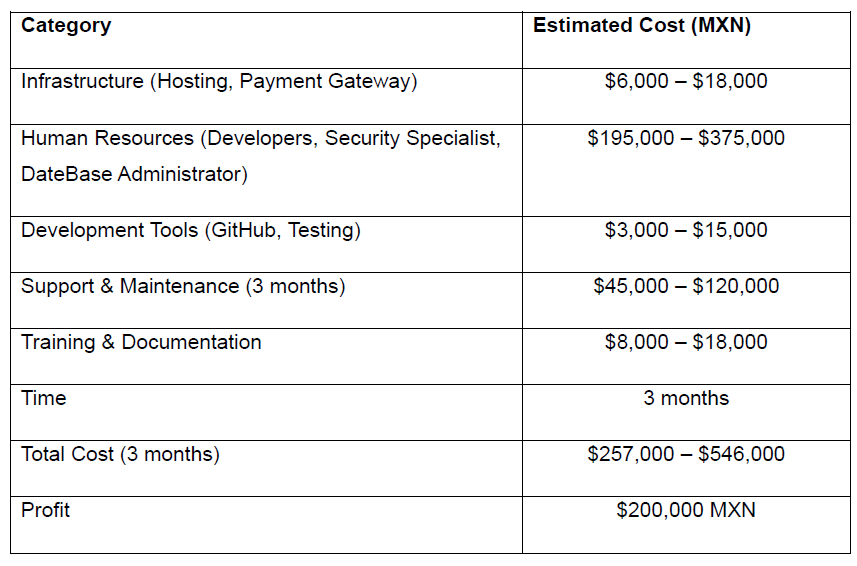 Category Estimated Cost (MXN)
Infrastructure (Hosting, Payment Gateway) $6,000 – $18,000
Human Resources (Developers, Security Specialist, $195,000 – $375,000
DateBase Administrator)
Development Tools (GitHub, Testing) $3,000 – $15,000
Support & Maintenance (3 months) $45,000 – $120,000
Training & Documentation $8,000 – $18,000
Time 3 months
Total Cost (3 months) $257,000 – $546,000
Profit $200,000 MXN